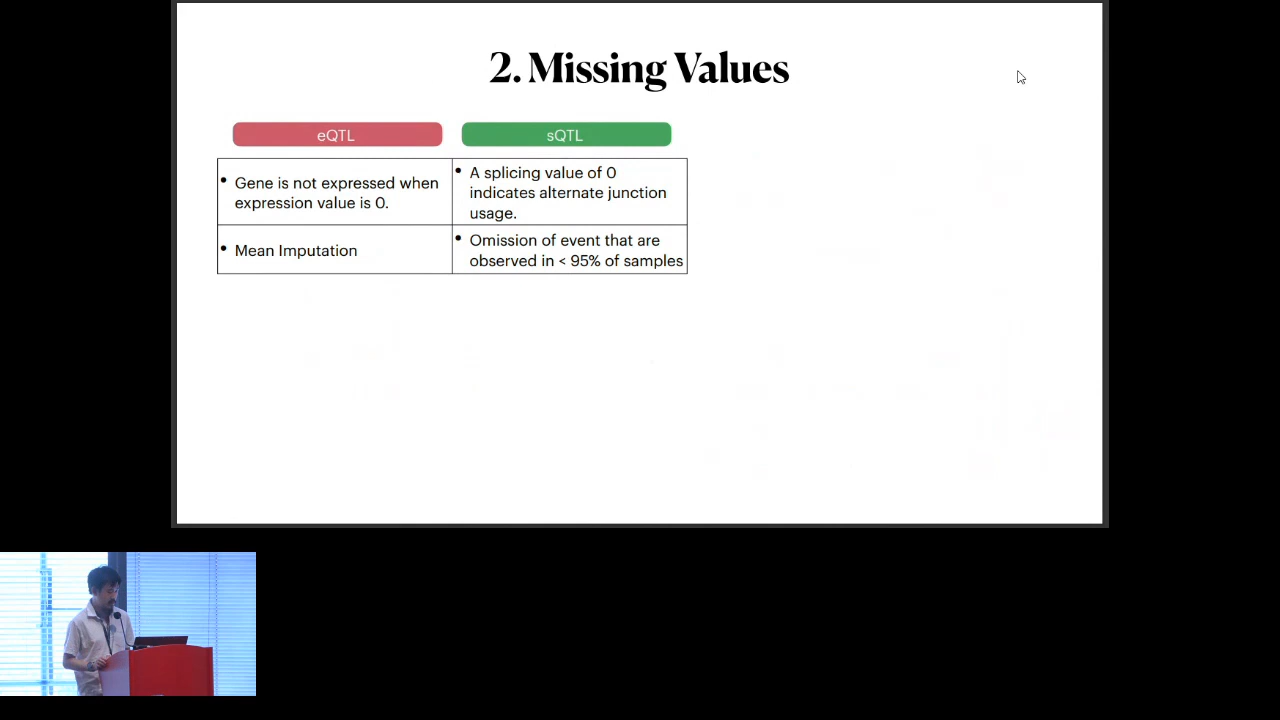 2. Missing Values
eQTL
sQTL
• Gene is not expressed when
expression value is 0.
• A splicing value of 0
indicates alternate junction
usage.
• Mean Imputation
• Omission of event that are
observed in < 95% of samples